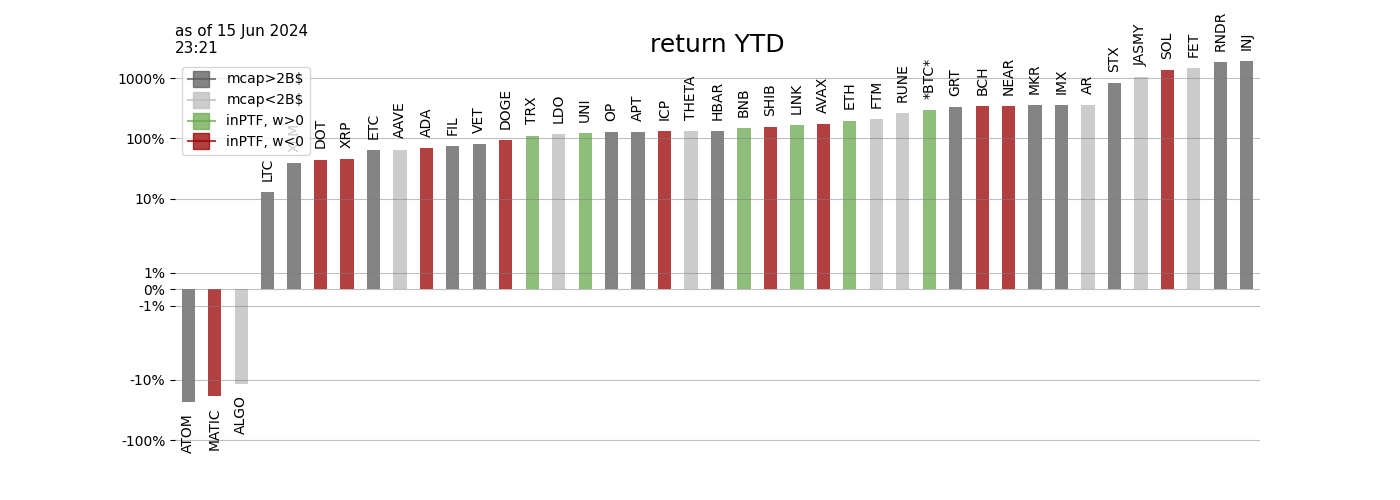 as of 15 Jun 2024
23:21
return YTD
mcap>2B$
mcap<2B$
inPTF, w>0
inPTF, w<0
1000%
100%
10%
1%
0%
-1%
-10%
-100%
ATOM
MATIC
ALGO
LTC
DOT
XRP
ETC
AAVE
ADA
FIL
VET
DOGE
TRX
LDO
UNI
OP
APT
ICP
THETA
HBAR
BNB
SHIB
LINK
AVAX
ETH
FTM
RUNE
*BTC*
GRT
BCH
NEAR
MKR
IMX
AR
STX
JASMY
SOL
FET
RNDR
INJ